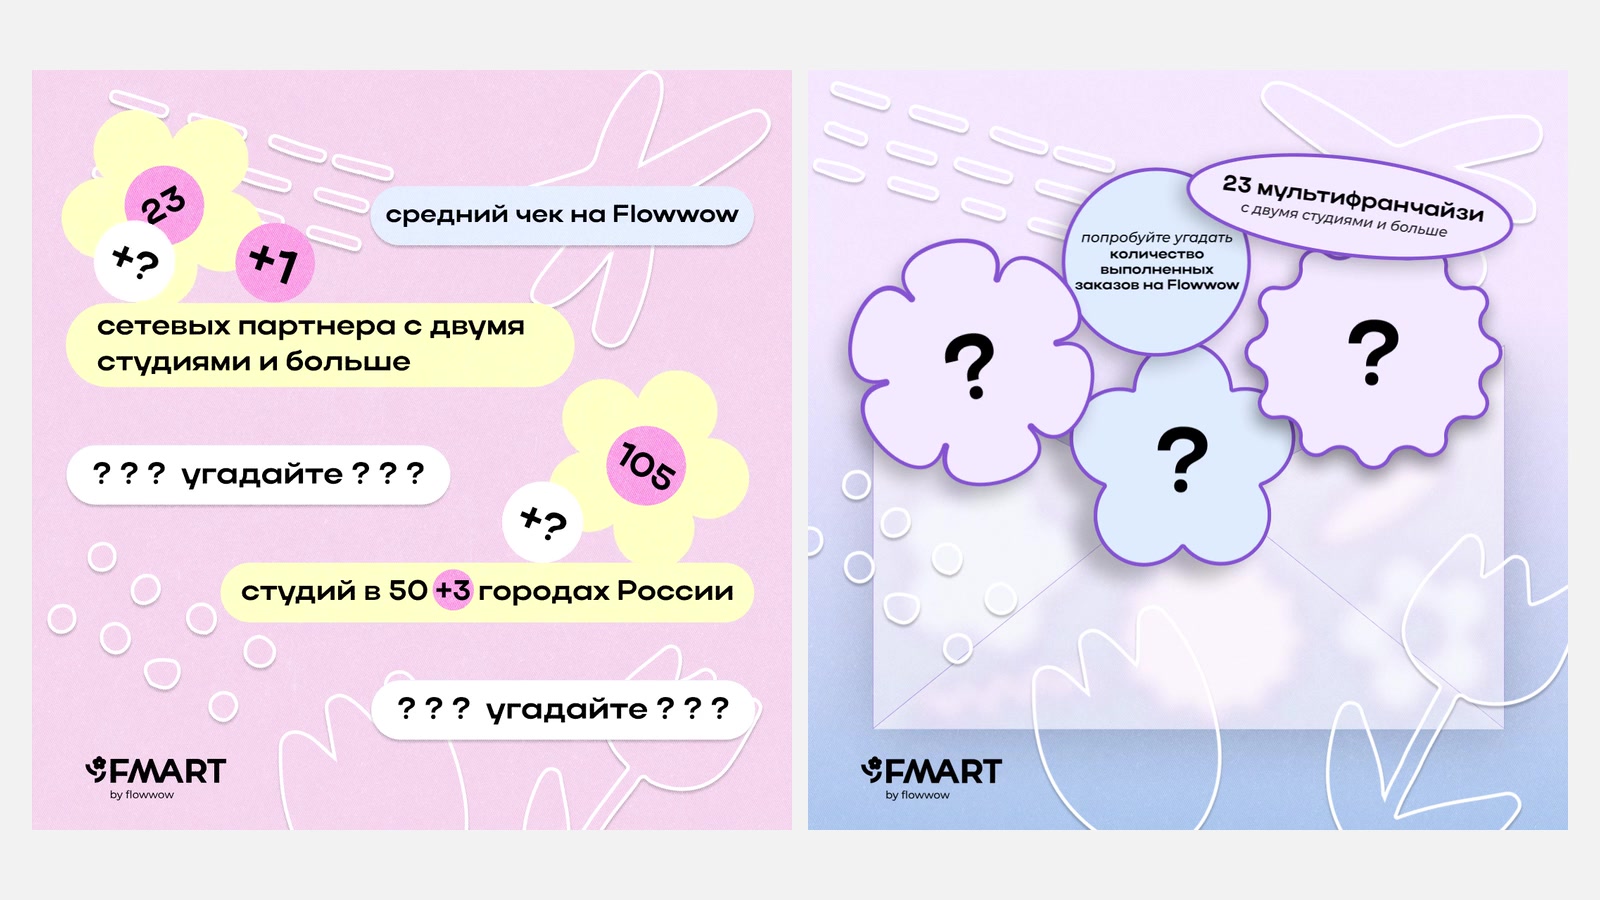 23
+?
+1
средний чек на Flowwow
сетевых партнера с двумя
студиями и больше
? ? ? угадайте ? ? ?
105
+?
студий в 50 +3 городах России
? ? ? угадайте ? ? ?
FMART
by flowwow
23 мультифранчайзи
с двумя студиями и больше
попробуйте угадать
количество
выполненных
заказов на Flowwow
?
?
?
FMART
by flowwow